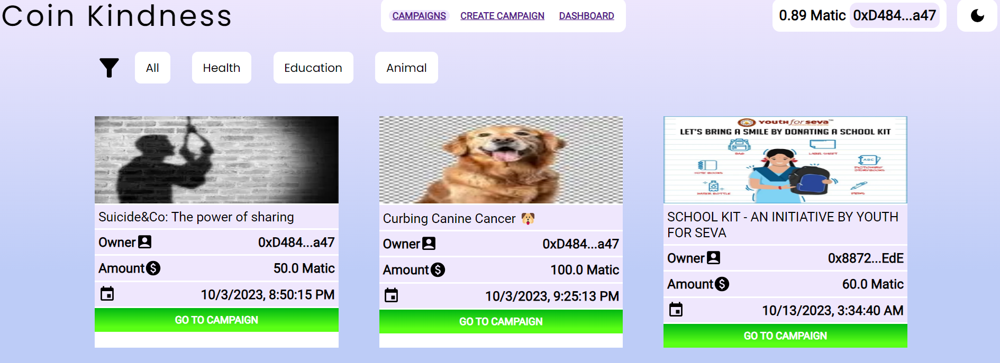 Coin Kindness
CAMPAIGNS CREATE CAMPAIGN DASHBOARD
0.89 Matic 0xD484...a47
All Health Education Animal
YOUTH for seva™
LET'S BRING A SMILE BY DONATING A SCHOOL KIT
BAG
LABEL SHEET
ABC
NOTE BOOKS
DICTIONARY
STORYBOOKS
WATER BOTTLE
PENS
Suicide&Co: The power of sharing
Owner 0xD484...a47
Amount 50.0 Matic
10/3/2023, 8:50:15 PM
GO TO CAMPAIGN
Curbing Canine Cancer 🐶
Owner 0xD484...a47
Amount 100.0 Matic
10/3/2023, 9:25:13 PM
GO TO CAMPAIGN
SCHOOL KIT - AN INITIATIVE BY YOUTH
FOR SEVA
Owner 0x8872...EdE
Amount 60.0 Matic
10/13/2023, 3:34:40 AM
GO TO CAMPAIGN